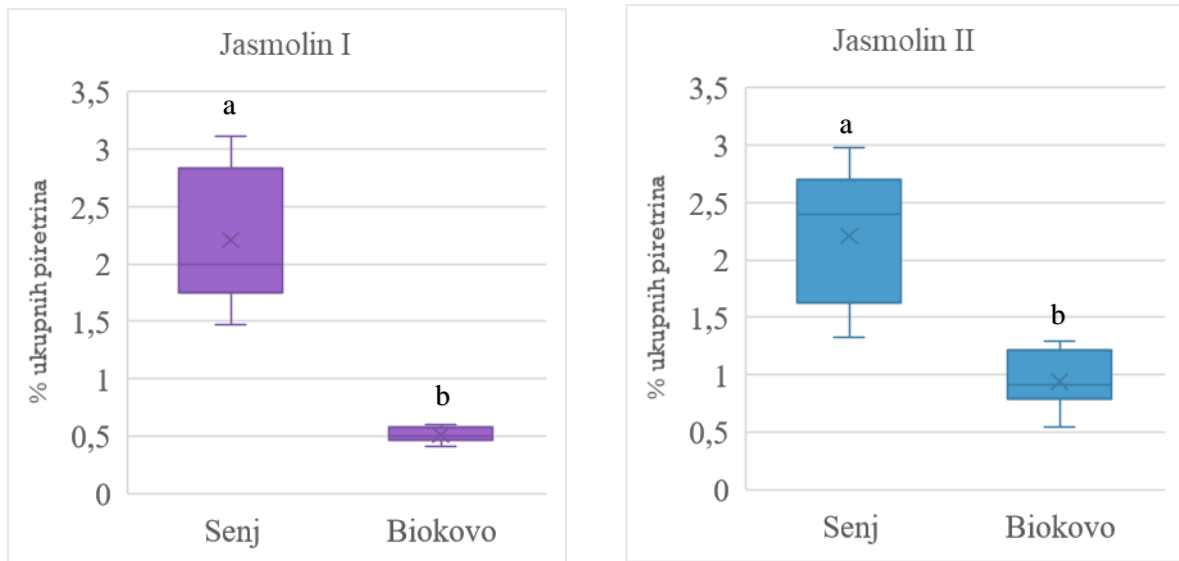 Jasmolin I
% ukupnih piretrina
3,5
3
2,5
2
1,5
1
0,5
0
a
b
Senj
Biokovo
Jasmolin II
% ukupnih piretrina
3,5
3
2,5
2
1,5
1
0,5
0
a
b
Senj
Biokovo